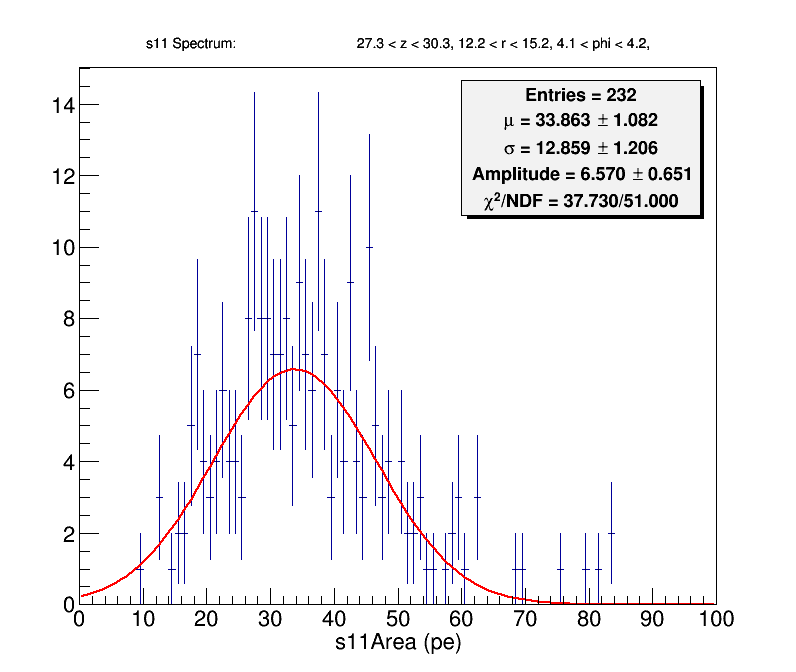 s11 Spectrum: 27.3 < z < 30.3, 12.2 < r < 15.2, 4.1 < phi < 4.2,
Entries = 232
μ = 33.863 ± 1.082
σ = 12.859 ± 1.206
Amplitude = 6.570 ± 0.651
χ²/NDF = 37.730/51.000
14
12
10
8
6
4
2
0
0 10 20 30 40 50 60 70 80 90 100
s11Area (pe)